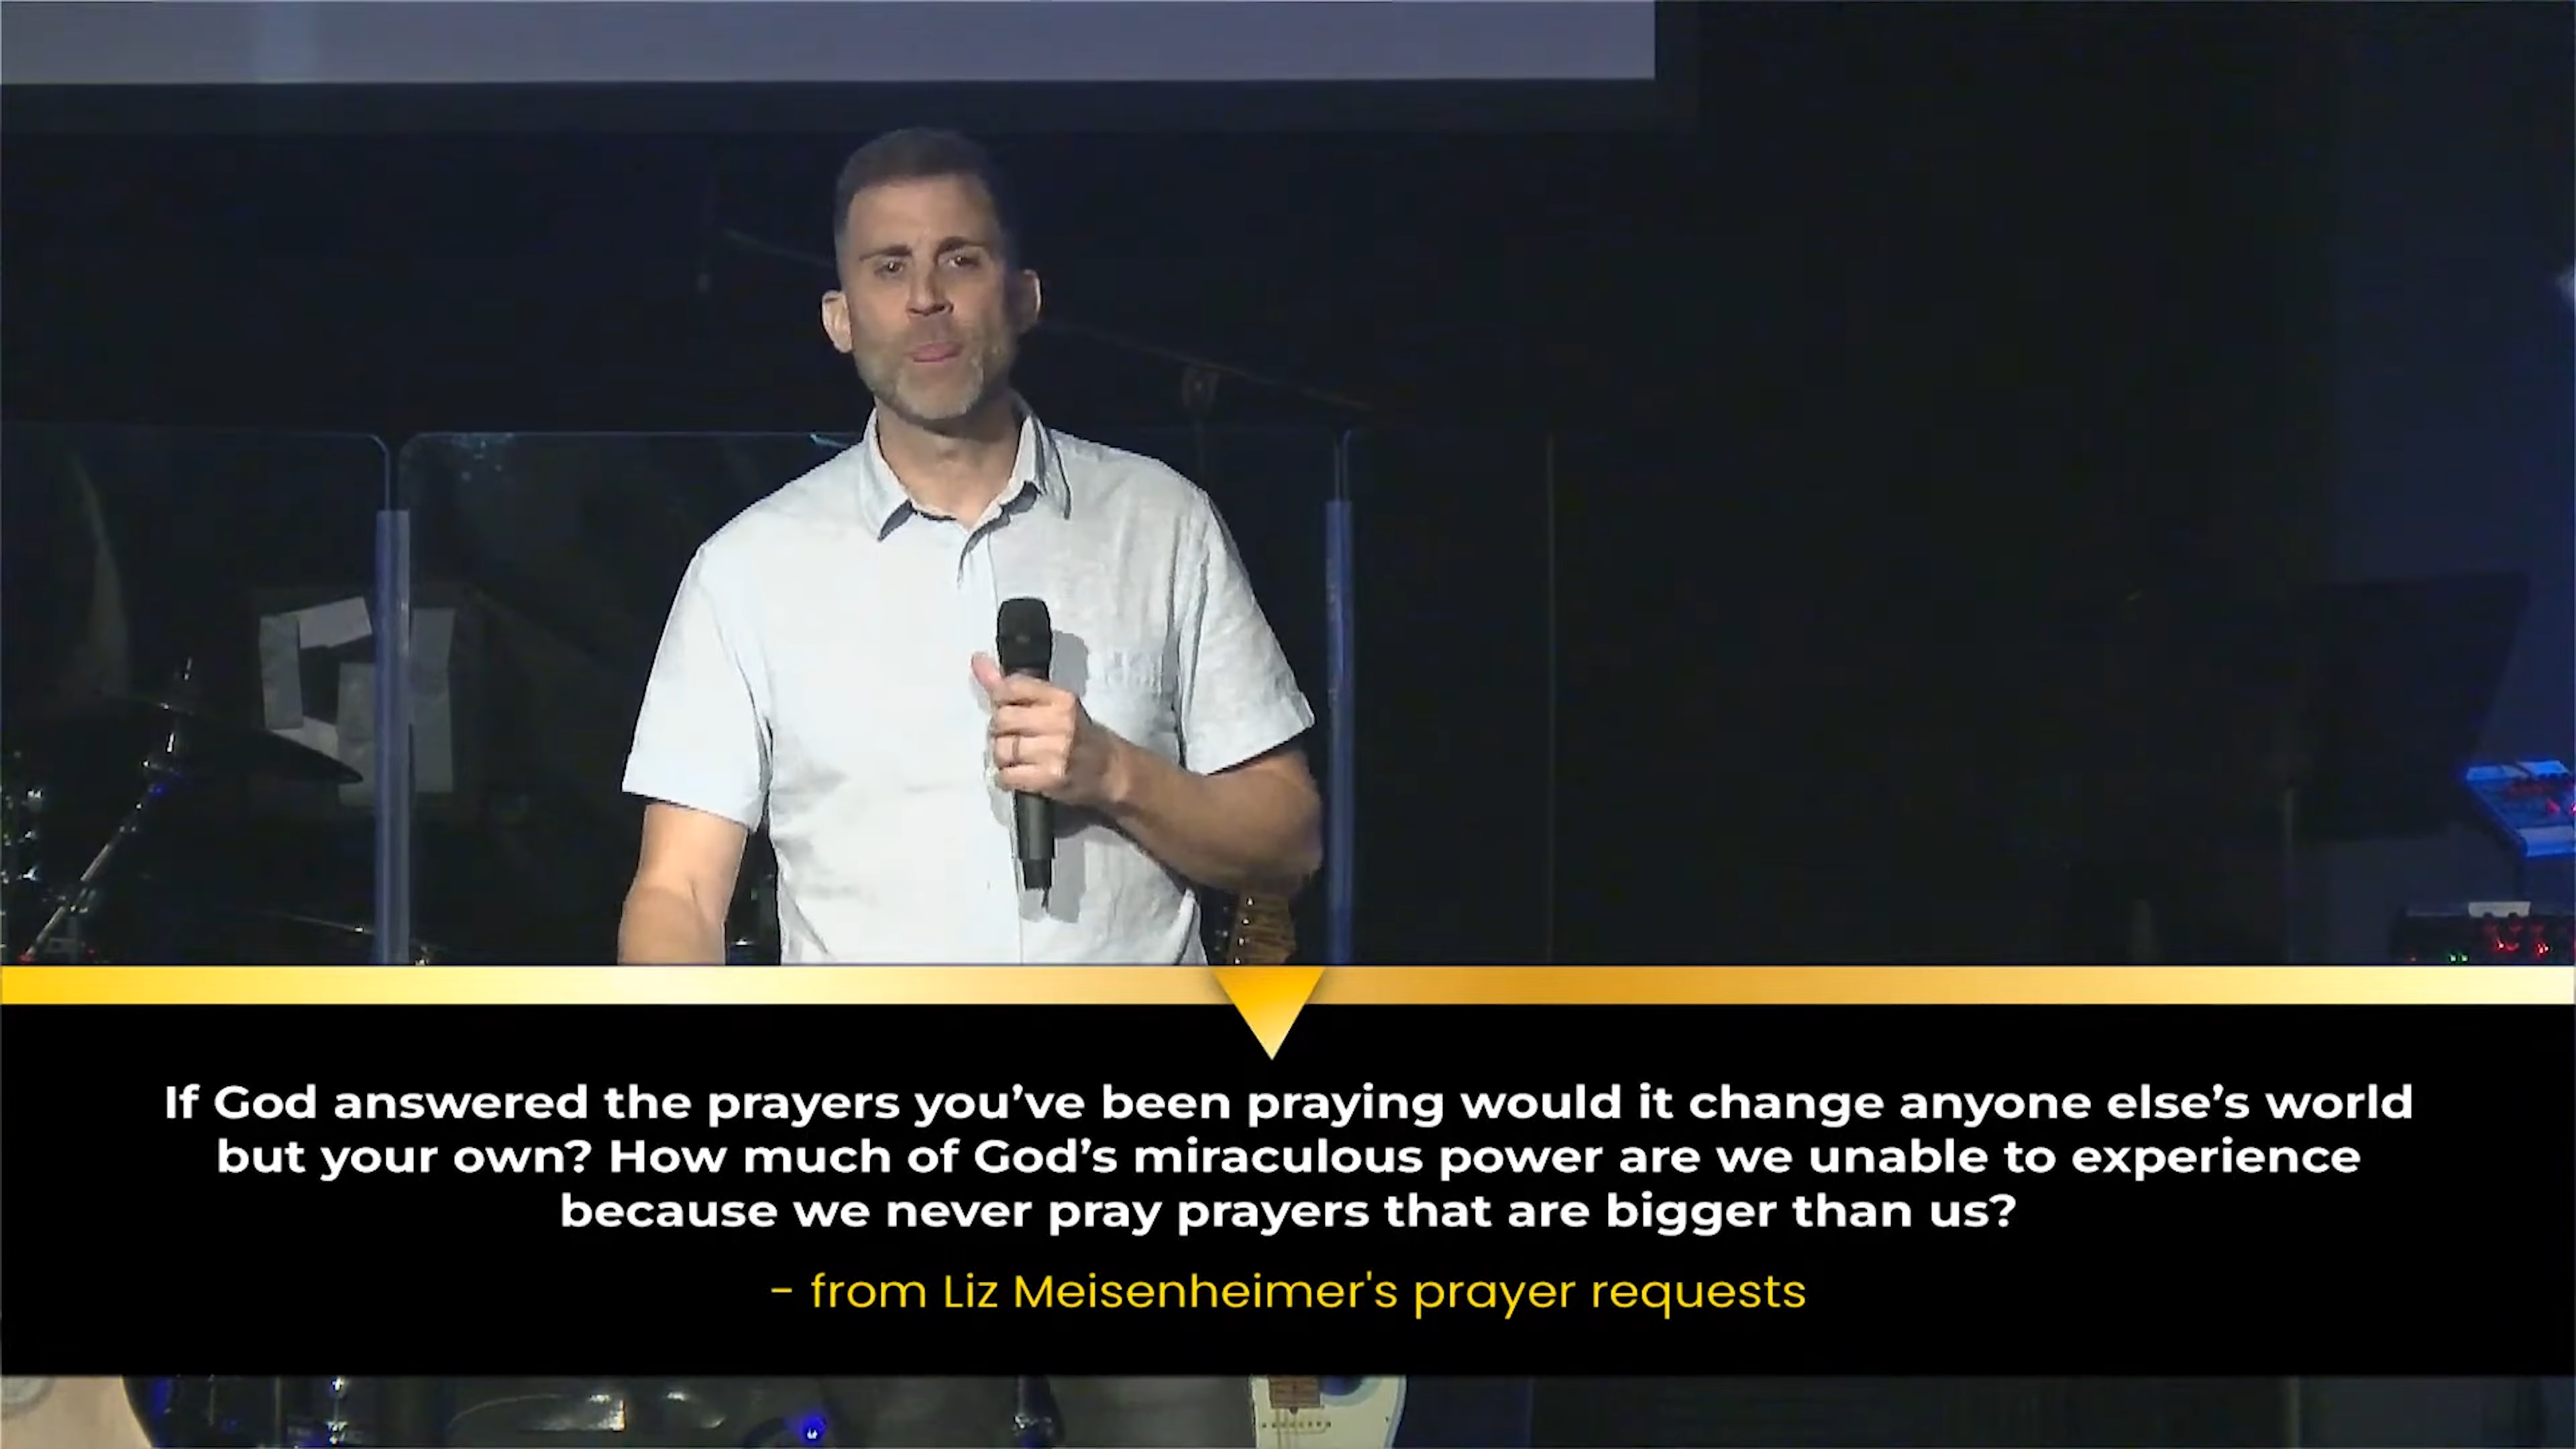 If God answered the prayers you’ve been praying would it change anyone else’s world
but your own? How much of God’s miraculous power are we unable to experience
because we never pray prayers that are bigger than us?
- from Liz Meisenheimer's prayer requests